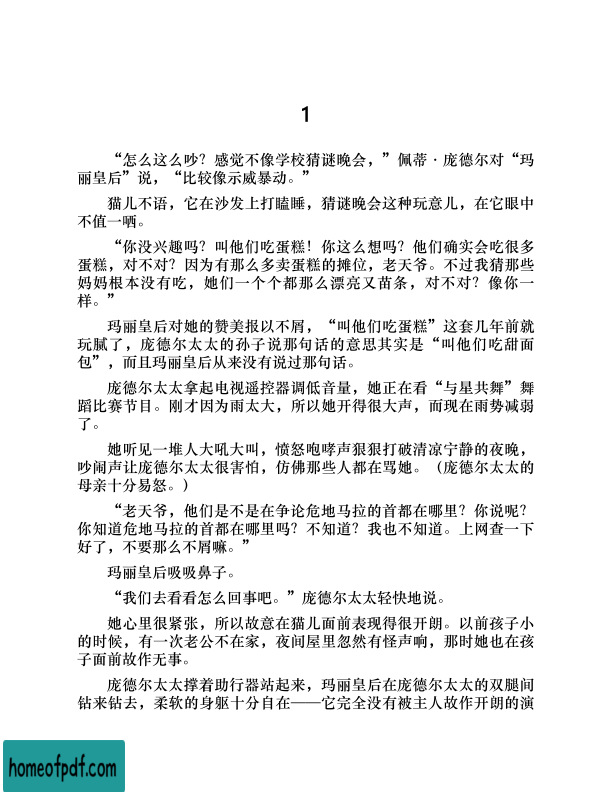 1
“怎么这么吵？感觉不像学校猜谜晚会，”佩蒂·庞德尔对“玛
丽皇后”说，“比较像示威暴动。”
猫儿不语，它在沙发上打瞌睡，猜谜晚会这种玩意儿，在它眼中
不值一哂。
“你没兴趣吗？叫他们吃蛋糕！你这么想吗？他们确实会吃很多
蛋糕，对不对？因为有那么多卖蛋糕的摊位，老天爷。不过我猜那些
妈妈根本没有吃，她们一个个都那么漂亮又苗条，对不对？像你一
样。”
玛丽皇后对她的赞美报以不屑，“叫他们吃蛋糕”这套几年前就
玩腻了，庞德尔太太的孙子说那句话的意思其实是“叫他们吃甜面
包”，而且玛丽皇后从来没有说过那句话。
庞德尔太太拿起电视遥控器调低音量，她正在看“与星共舞”舞
蹈比赛节目。刚才因为雨太大，所以她开得很大声，而现在雨势减弱
了。
她听见一堆人大吼大叫，愤怒咆哮声狠狠打破清凉宁静的夜晚，
吵闹声让庞德尔太太很害怕，仿佛那些人都在骂她。（庞德尔太太的
母亲十分易怒。）
“老天爷，他们是不是在争论危地马拉的首都在哪里？你说呢？
你知道危地马拉的首都在哪里吗？不知道？我也不知道。上网查一下
好了，不要那么不屑嘛。”
玛丽皇后吸吸鼻子。
“我们去看看怎么回事吧。”庞德尔太太轻快地说。
她心里很紧张，所以故意在猫儿面前表现得很开朗。以前孩子小
的时候，有一次老公不在家，夜间屋里忽然有怪声响，那时她也在孩
子面前故作无事。
庞德尔太太撑着助行器站起来，玛丽皇后在庞德尔太太的双腿间
钻来钻去，柔软的身躯十分自在——它完全没有被主人故作开朗的演
homeofpdf.com